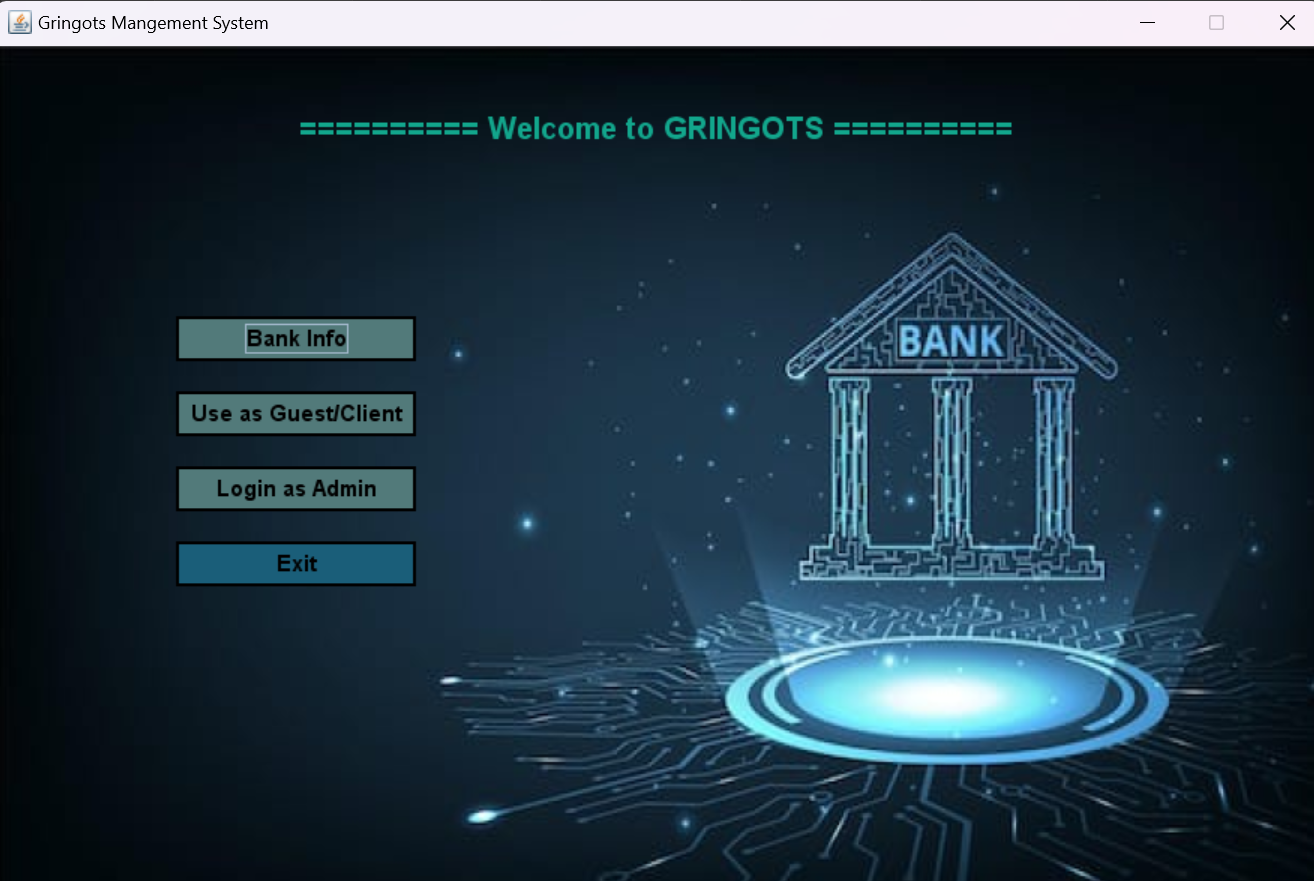 Gringots Mangement System
========== Welcome to GRINGOTS ==========
BANK
Bank Info
Use as Guest/Client
Login as Admin
Exit